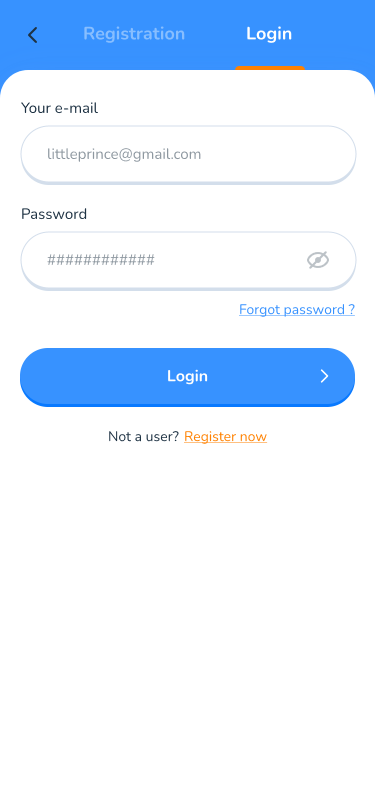 Registration Login
Your e-mail
littleprince@gmail.com
Password
############
Forgot password ?
Login
Not a user? Register now